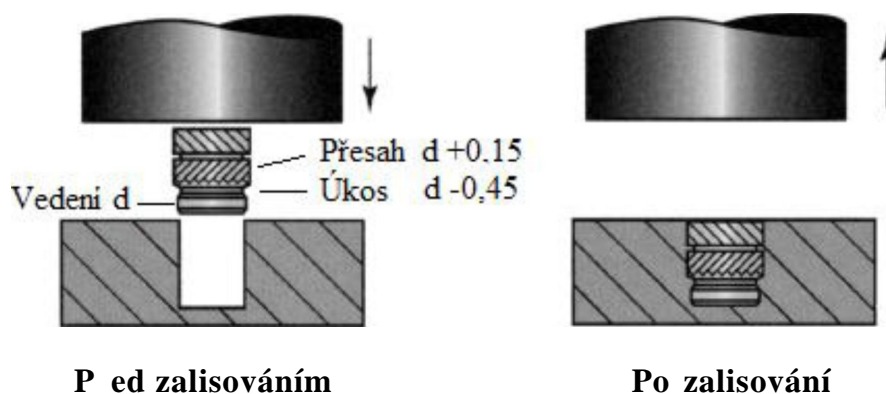 Přesah d +0.15
Úkos d -0,45
Vedení d
P ed zalisováním
Po zalisování